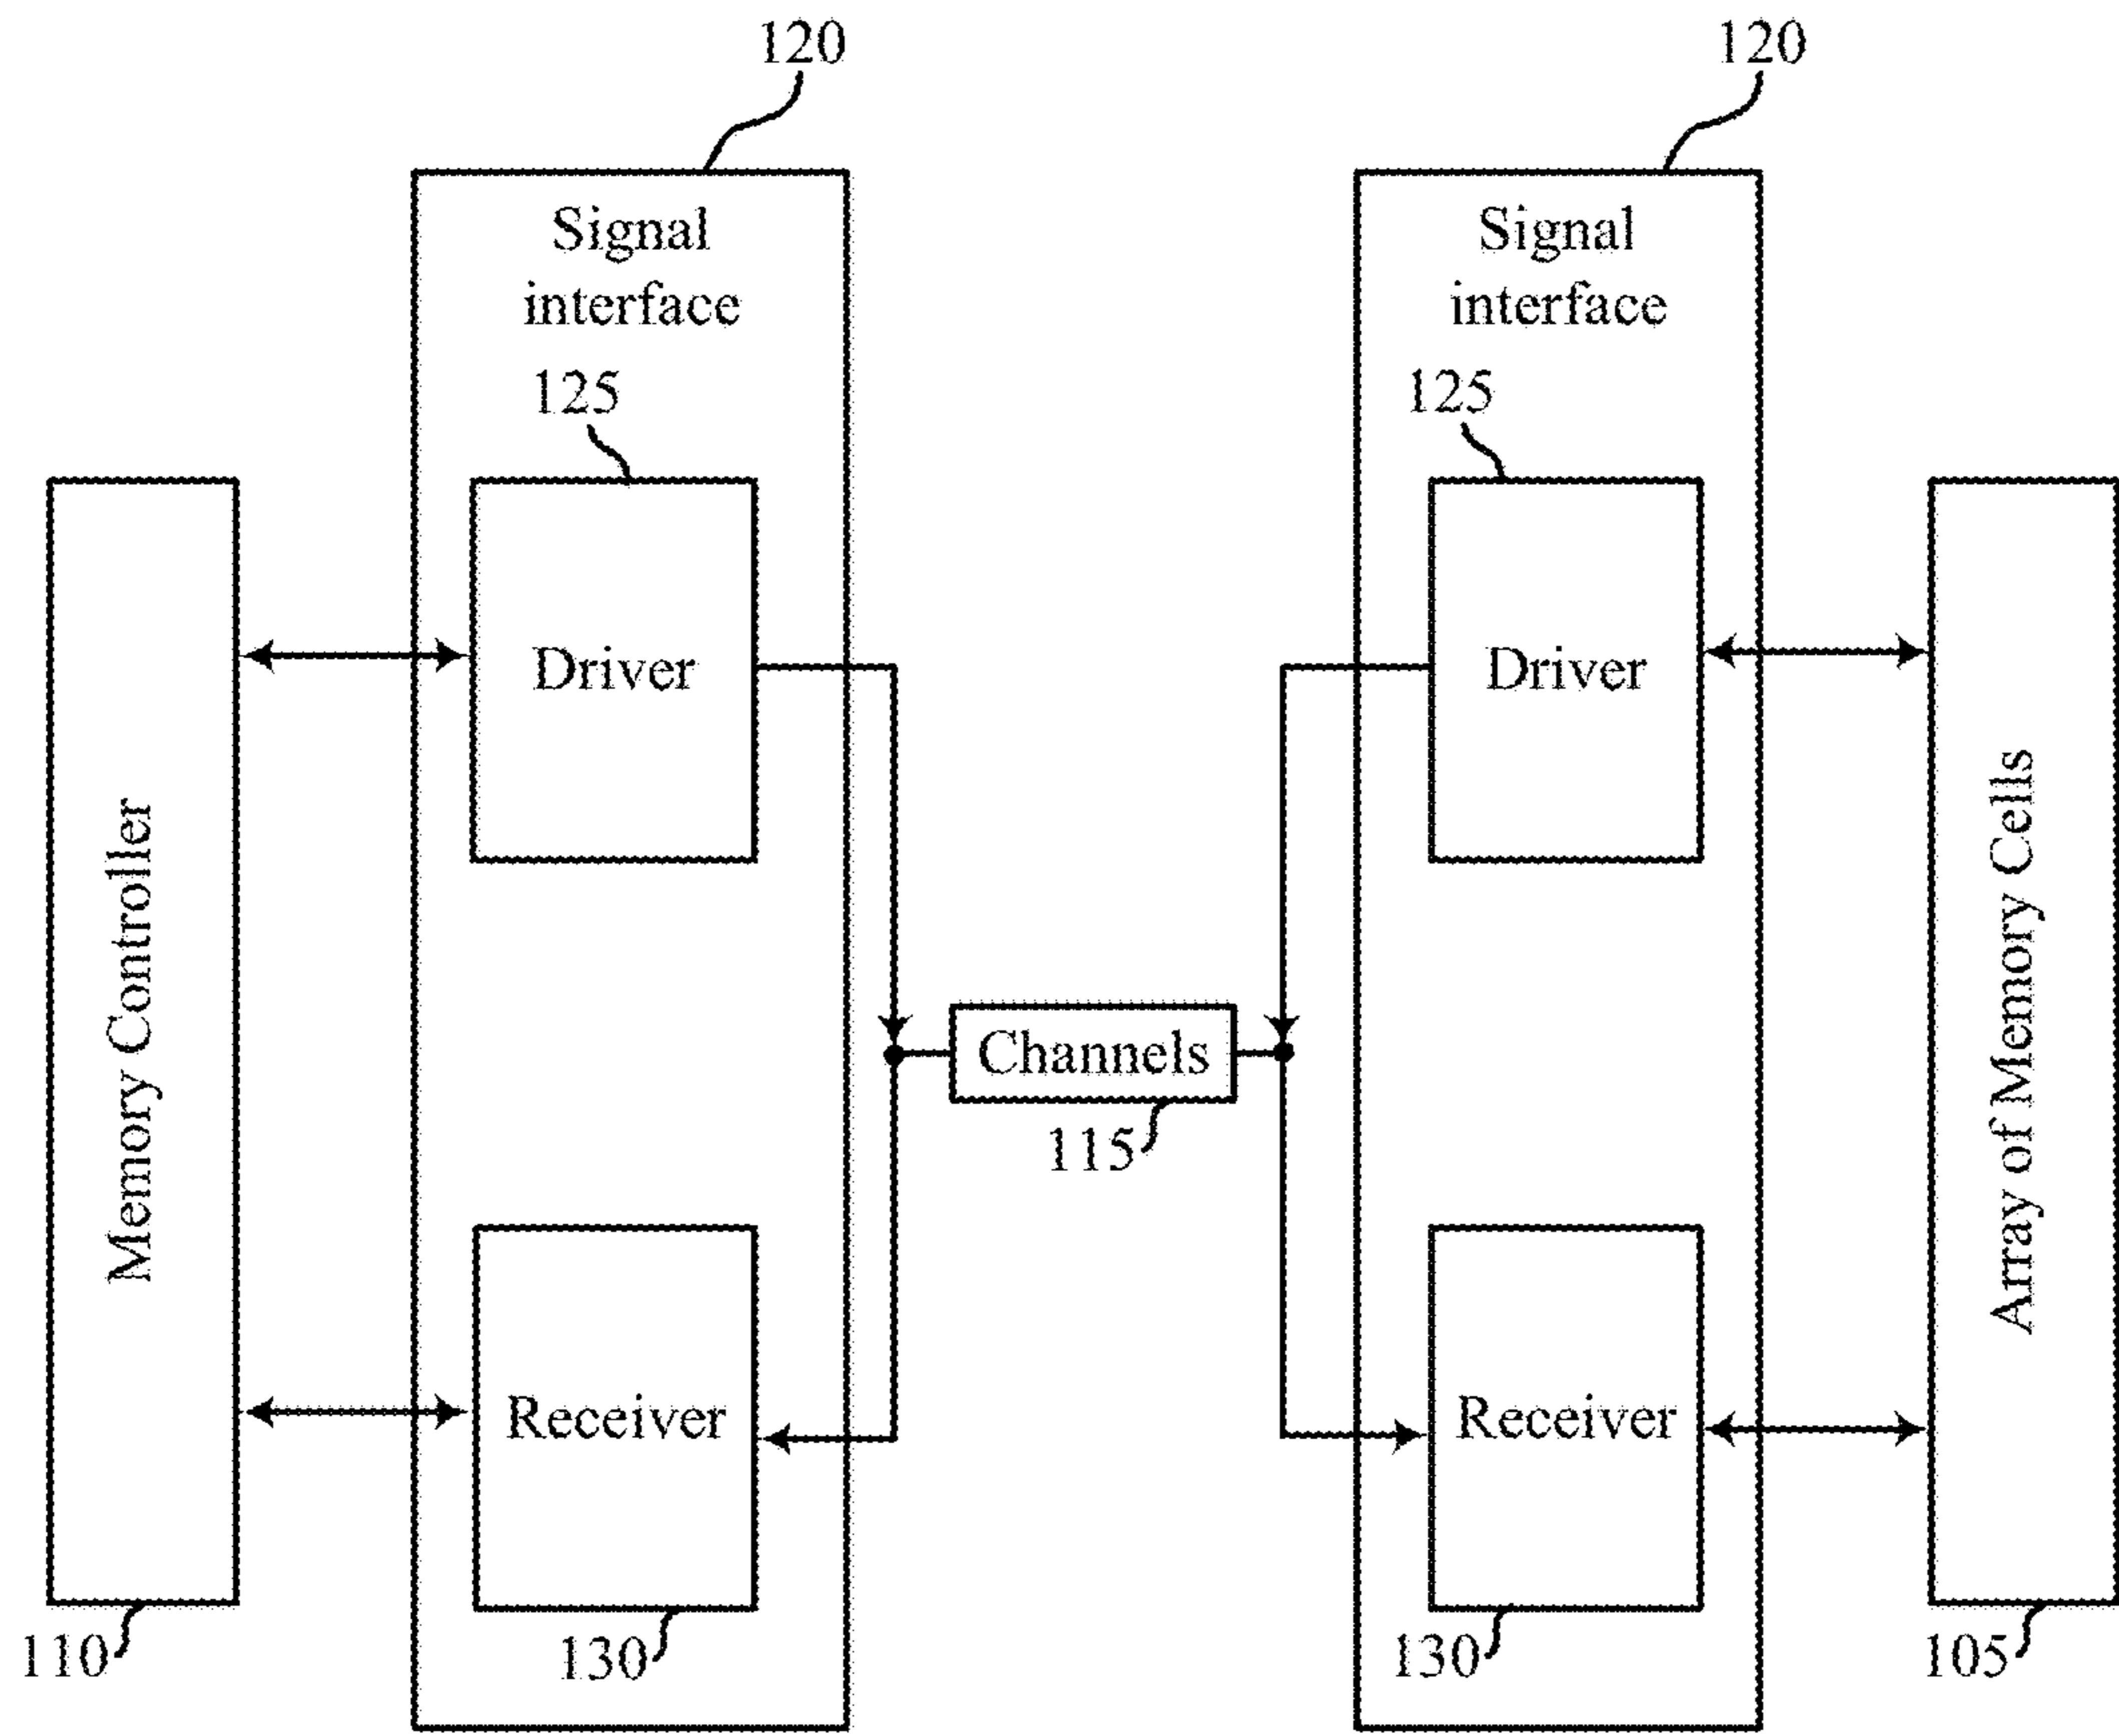 120
120
Signal
interface
Signal
interface
125
125
Driver
Driver
Memory Controller
Array of Memory Cells
Channels
115
Receiver
Receiver
110
130
130
105